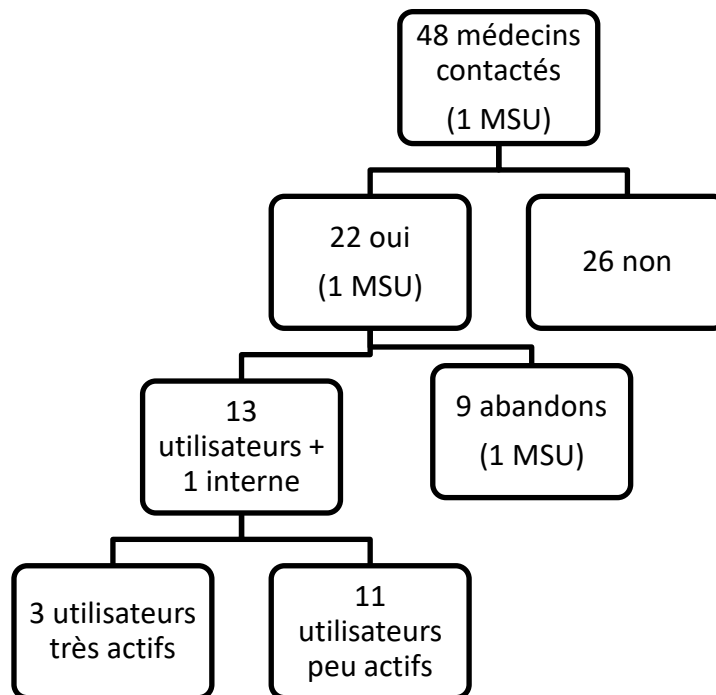 48 médecins
contactés
(1 MSU)
22 oui
(1 MSU)
26 non
13
utilisateurs +
1 interne
9 abandons
(1 MSU)
3 utilisateurs
très actifs
11
utilisateurs
peu actifs